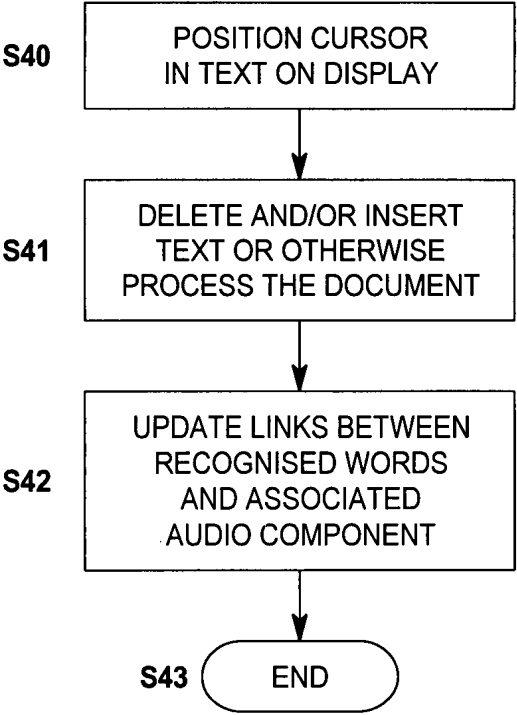 S40
POSITION CURSOR
IN TEXT ON DISPLAY
S41
DELETE AND/OR INSERT
TEXT OR OTHERWISE
PROCESS THE DOCUMENT
S42
UPDATE LINKS BETWEEN
RECOGNISED WORDS
AND ASSOCIATED
AUDIO COMPONENT
S43
END